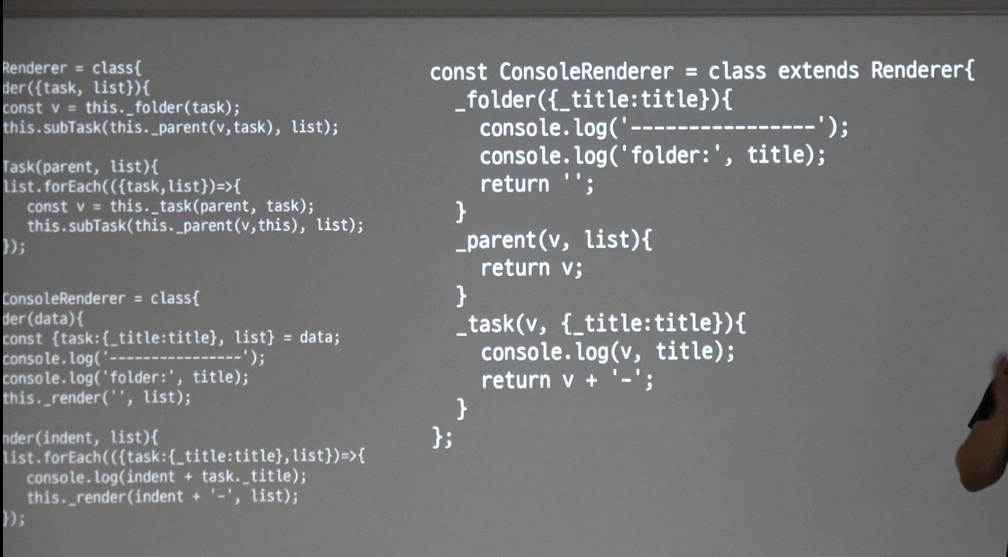 Renderer = class{
der({task, list}){
const v = this._folder(task);
this.subTask(this._parent(v,task), list);
Task(parent, list){
list.forEach(({task,list})=>{
const v = this._task(parent, task);
this.subTask(this._parent(v,this), list);
});
ConsoleRenderer = class{
der(data){
const {task:{_title:title}, list} = data;
console.log('----------------');
console.log('folder:', title);
this._render('', list);
nder(indent, list){
list.forEach(({task:{_title:title},list})=>{
console.log(indent + task._title);
this._render(indent + '-', list);
});
const ConsoleRenderer = class extends Renderer{
_folder({_title:title}){
console.log('----------------');
console.log('folder:', title);
return '';
}
_parent(v, list){
return v;
}
_task(v, {_title:title}){
console.log(v, title);
return v + '-';
}
};